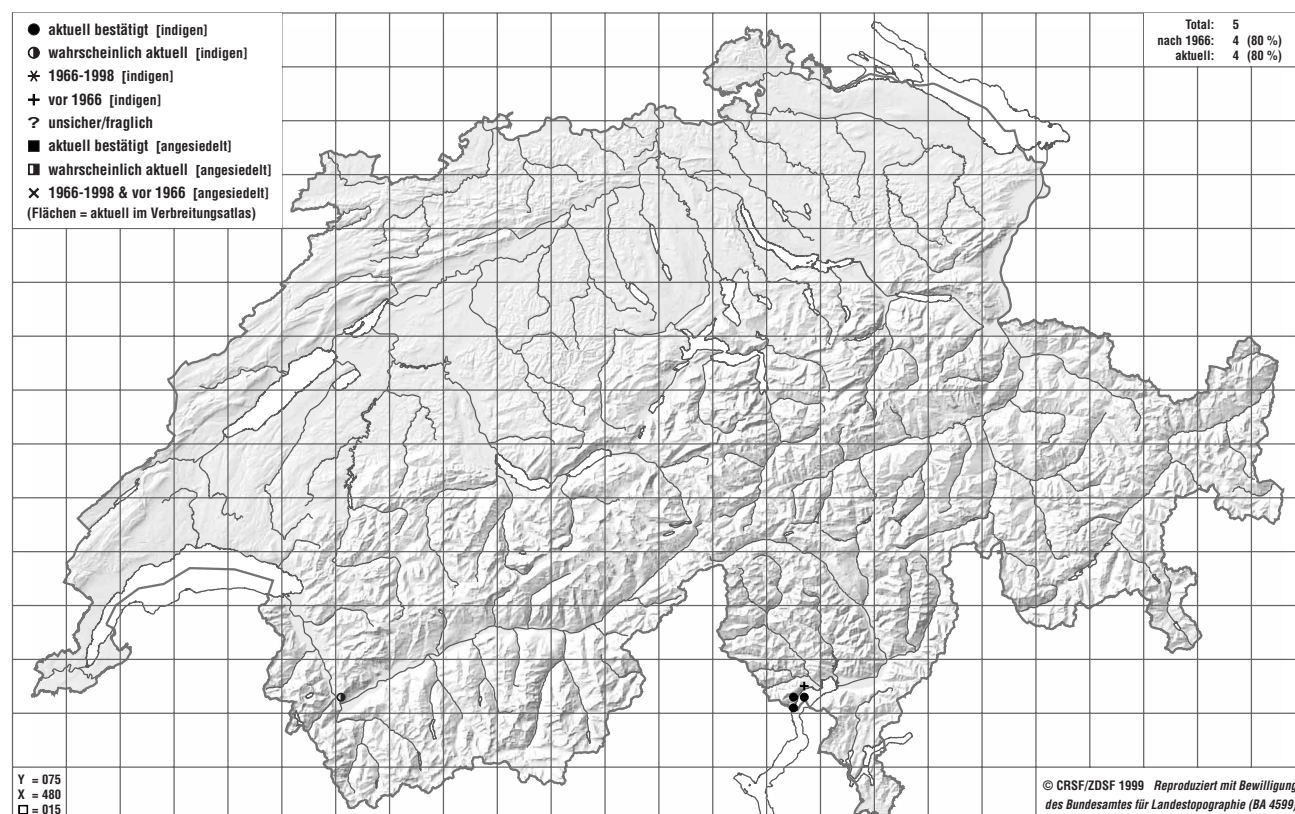 aktuell bestätigt [indigen]
wahrscheinlich aktuell [indigen]
1966-1998 [indigen]
vor 1966 [indigen]
? unsicher/fraglich
aktuell bestätigt [angesiedelt]
wahrscheinlich aktuell [angesiedelt]
1966-1998 & vor 1966 [angesiedelt]
(Flächen = aktuell im Verbreitungsatlas)
Total: 5
nach 1966: 4 (80 %)
aktuell: 4 (80 %)
Y = 075
X = 480
= 015
© CRSF/ZDSF 1999 Reproduziert mit Bewilligung
des Bundesamtes für Landestopographie (BA 4599)